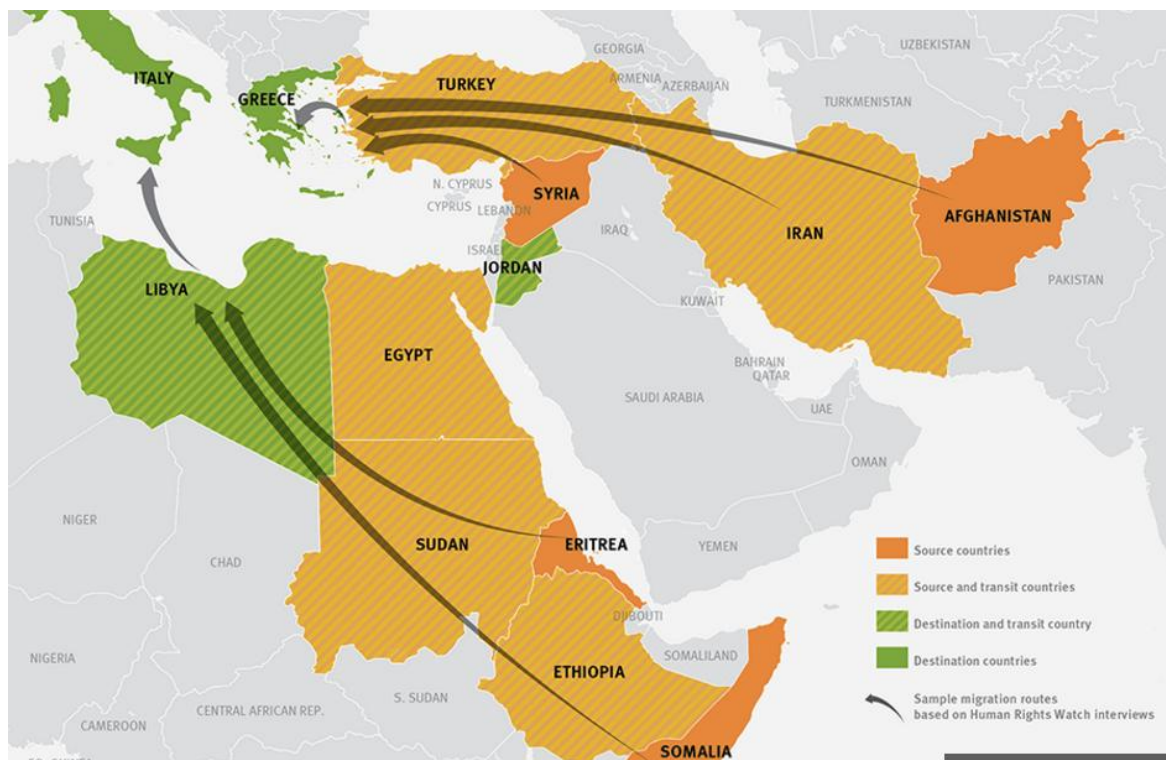 GEORGIA
UZBEKISTAN
ITALY
ARMENIA
AZERBAIJAN
TURKEY
GREECE
TURKMENISTAN
N. CYPRUS
CYPRUS
SYRIA
LEBANON
AFGHANISTAN
TUNISIA
IRAQ
IRAN
ISRAEL
JORDAN
PAKISTAN
LIBYA
KUWAIT
EGYPT
BAHRAIN
QATAR
SAUDI ARABIA
UAE
OMAN
NIGER
SUDAN
ERITREA
YEMEN
CHAD
DJIBOUTI
NIGERIA
SOMALILAND
ETHIOPIA
S. SUDAN
CENTRAL AFRICAN REP.
CAMEROON
SOMALIA
Source countries
Source and transit countries
Destination and transit country
Destination countries
Sample migration routes
based on Human Rights Watch interviews